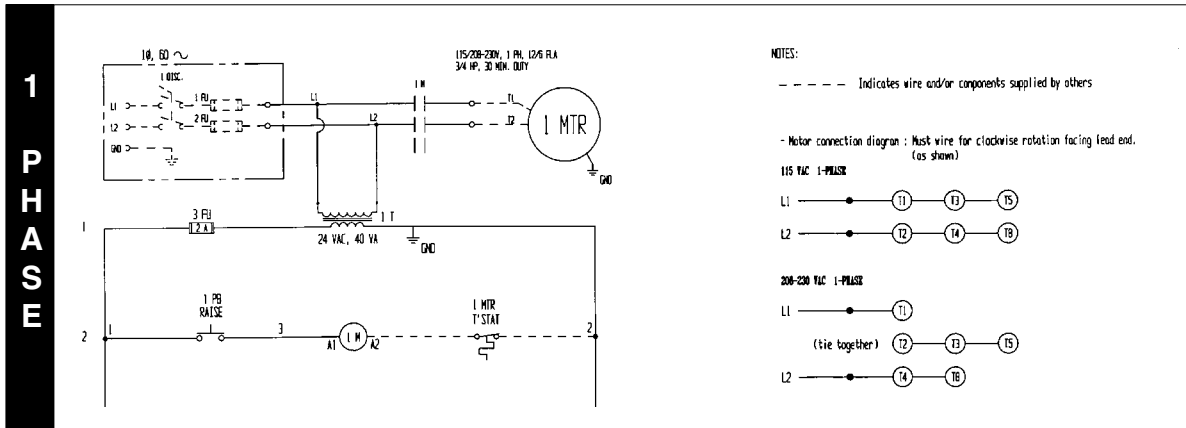 1 PHASE
1Ø, 60
1 DISC.
L1
1 FU
L2
2 FU
GND
L1
L2
115/208-230V, 1 PH, 12/6 FLA
3/4 HP, 30 MIN. DUTY
1 M
T1
T2
1 MTR
GND
1
3 FU
2 A
1 T
24 VAC, 40 VA
GND
2
1
1 PB
RAISE
3
A1
1 M
A2
1 MTR
T'STAT
2
NOTES:
Indicates wire and/or components supplied by others
- Motor connection diagram : Must wire for clockwise rotation facing lead end.
(as shown)
115 VAC 1-PHASE
L1 T1 T3 T5
L2 T2 T4 T8
208-230 VAC 1-PHASE
L1 T1
(tie together) T2 T3 T5
L2 T4 T8